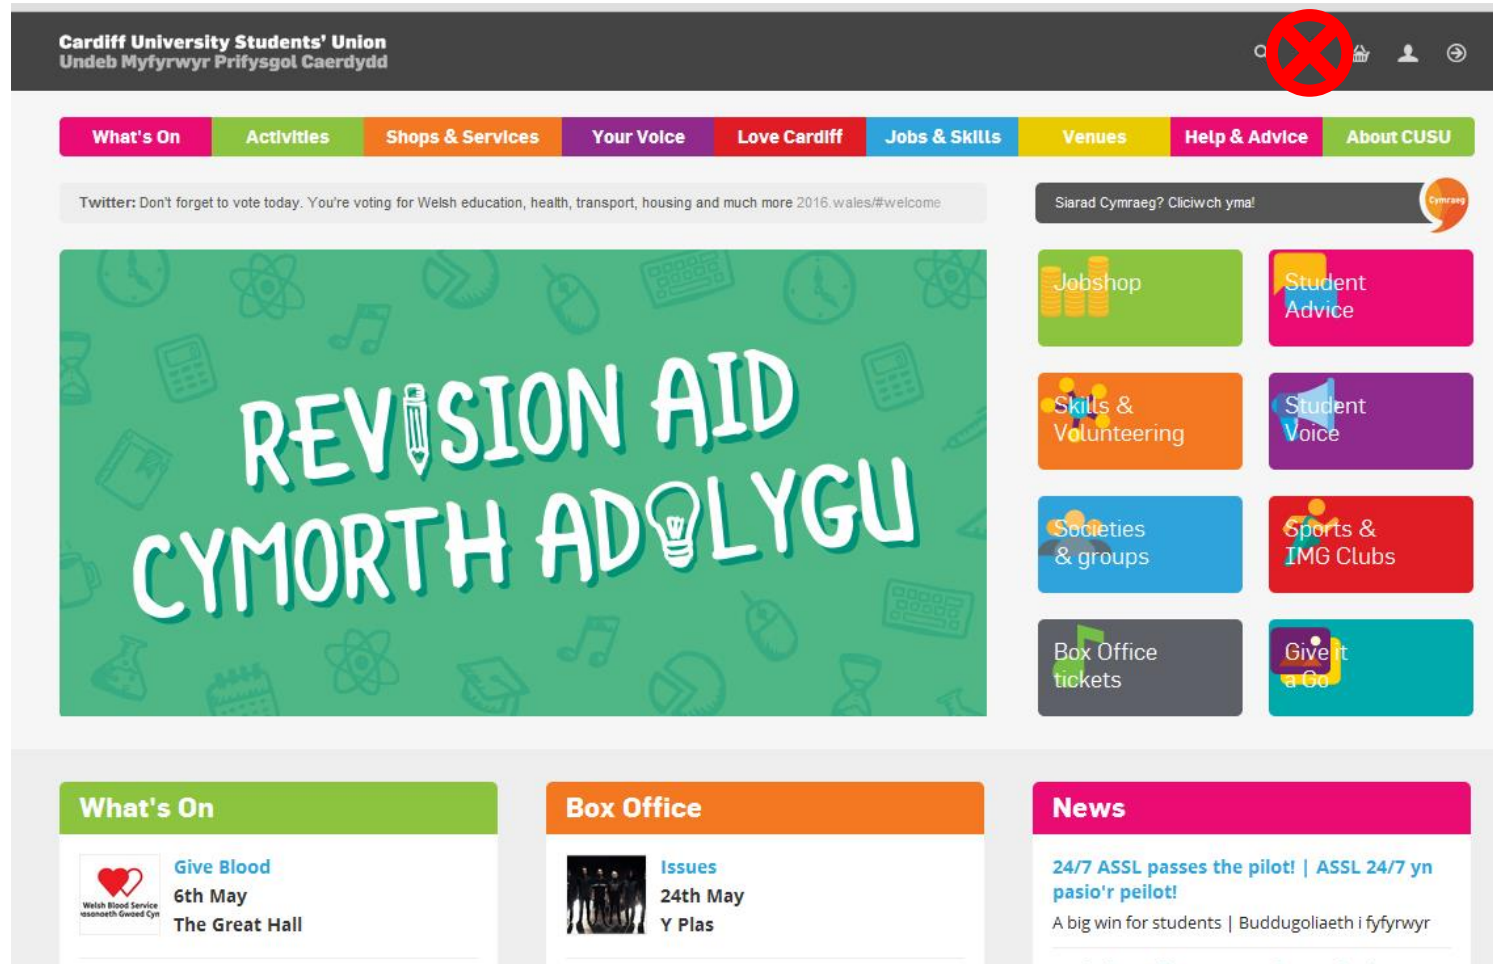 Cardiff University Students' Union
Undeb Myfyrwyr Prifysgol Caerdydd
What's On
Activities
Shops & Services
Your Voice
Love Cardiff
Jobs & Skills
Venues
Help & Advice
About CUSU
Twitter: Don't forget to vote today. You're voting for Welsh education, health, transport, housing and much more 2016.wales/#welcome
Siarad Cymraeg? Cliciwch yma!
Cymraeg
REVISION AID
CYMORTH ADOLYGU
Jobshop
Student
Advice
Skills &
Volunteering
Student
Voice
Societies
& groups
Sports &
IMG Clubs
Box Office
tickets
Give it
a Go
What's On
Welsh Blood Service
Gwaed
Give Blood
6th May
The Great Hall
Box Office
Issues
24th May
Y Plas
News
24/7 ASSL passes the pilot! | ASSL 24/7 yn
pasio'r peilot!
A big win for students | Buddugoliaeth i fyfyrwyr